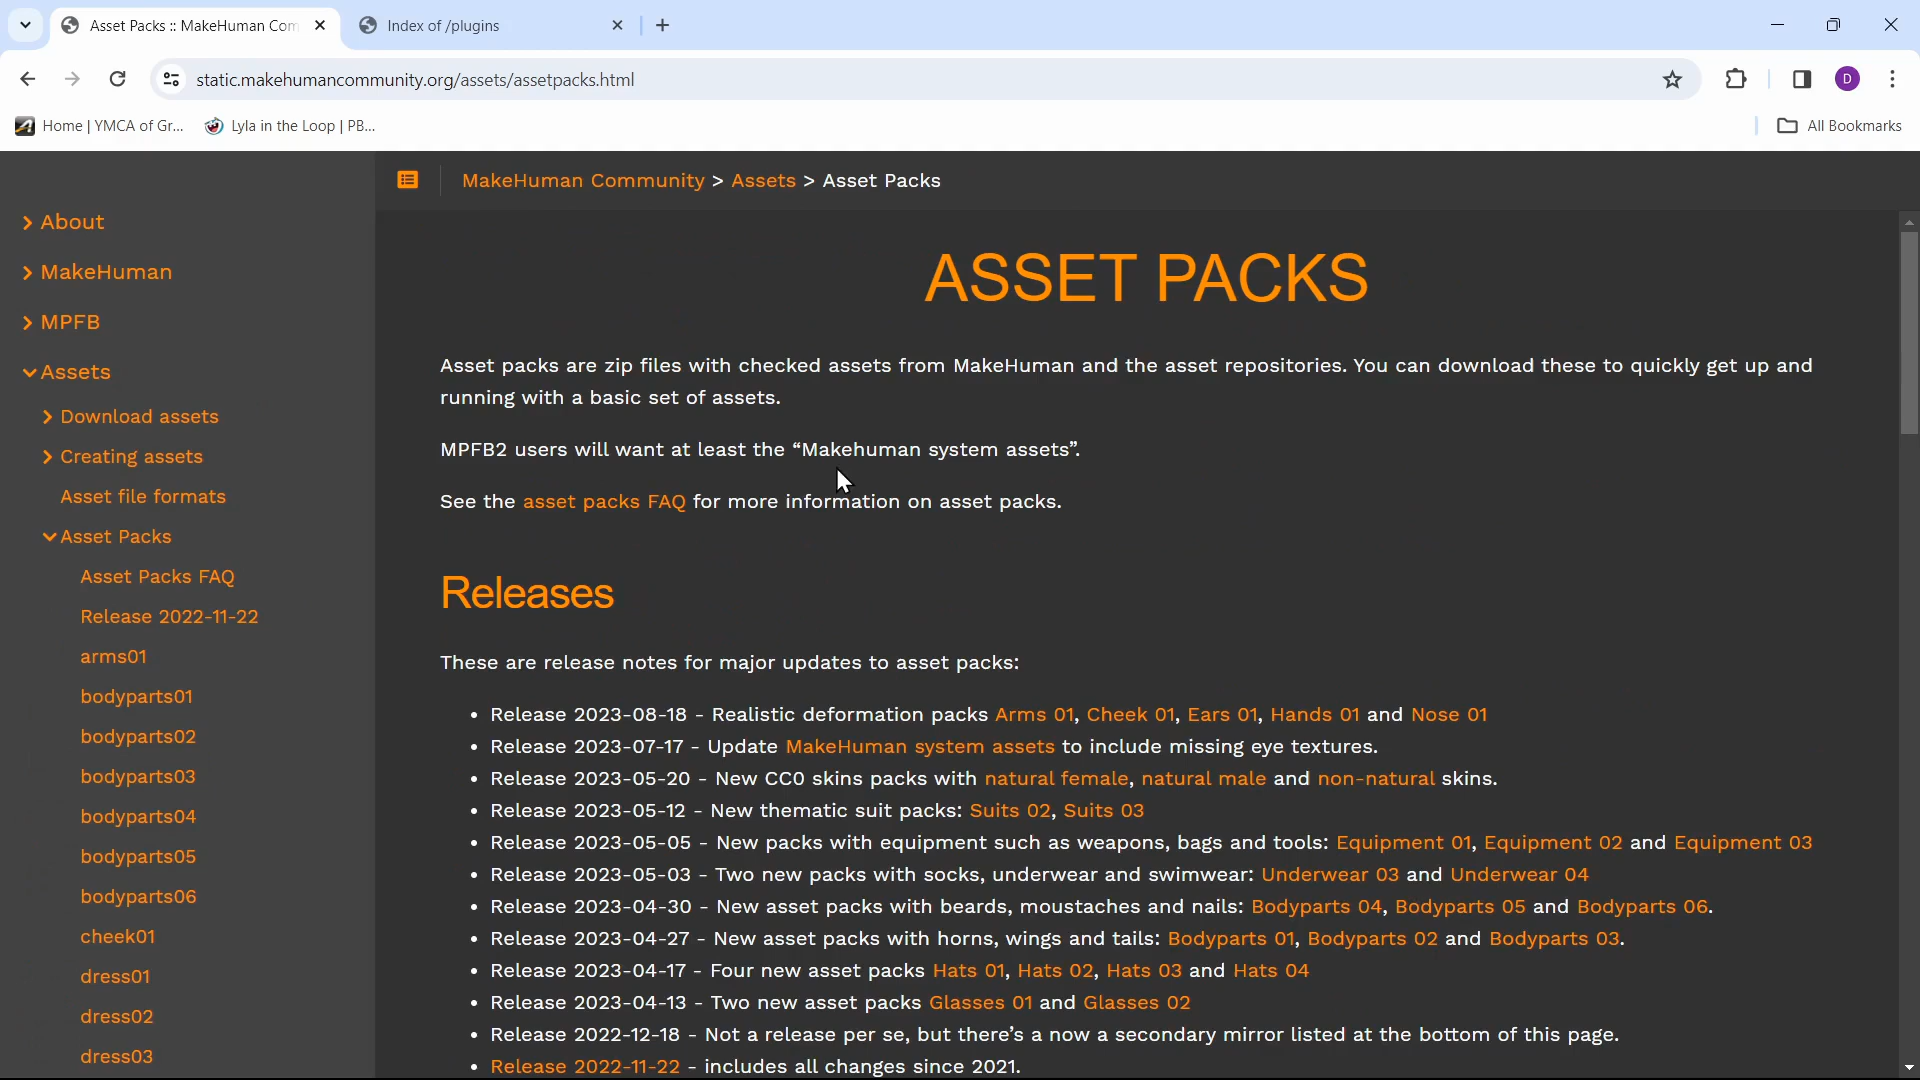 Asset Packs :: MakeHuman Com
Index of /plugins
static.makehumancommunity.org/assets/assetpacks.html
D
Home | YMCA of Gr...
Lyla in the Loop | PB...
All Bookmarks
MakeHuman Community > Assets > Asset Packs
About
MakeHuman
MPFB
Assets
Download assets
Creating assets
Asset file formats
Asset Packs
Asset Packs FAQ
Release 2022-11-22
arms01
bodyparts01
bodyparts02
bodyparts03
bodyparts04
bodyparts05
bodyparts06
cheek01
dress01
dress02
dress03
ASSET PACKS
Asset packs are zip files with checked assets from MakeHuman and the asset repositories. You can download these to quickly get up and
running with a basic set of assets.
MPFB2 users will want at least the “Makehuman system assets”.
See the asset packs FAQ for more information on asset packs.
Releases
These are release notes for major updates to asset packs:
• Release 2023-08-18 - Realistic deformation packs Arms 01, Cheek 01, Ears 01, Hands 01 and Nose 01
• Release 2023-07-17 - Update MakeHuman system assets to include missing eye textures.
• Release 2023-05-20 - New CC0 skins packs with natural female, natural male and non-natural skins.
• Release 2023-05-12 - New thematic suit packs: Suits 02, Suits 03
• Release 2023-05-05 - New packs with equipment such as weapons, bags and tools: Equipment 01, Equipment 02 and Equipment 03
• Release 2023-05-03 - Two new packs with socks, underwear and swimwear: Underwear 03 and Underwear 04
• Release 2023-04-30 - New asset packs with beards, moustaches and nails: Bodyparts 04, Bodyparts 05 and Bodyparts 06.
• Release 2023-04-27 - New asset packs with horns, wings and tails: Bodyparts 01, Bodyparts 02 and Bodyparts 03.
• Release 2023-04-17 - Four new asset packs Hats 01, Hats 02, Hats 03 and Hats 04
• Release 2023-04-13 - Two new asset packs Glasses 01 and Glasses 02
• Release 2022-12-18 - Not a release per se, but there’s a now a secondary mirror listed at the bottom of this page.
• Release 2022-11-22 - includes all changes since 2021.